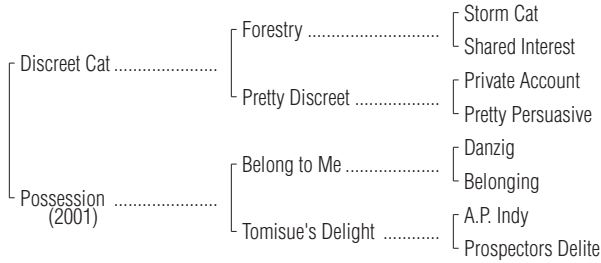 Storm Cat
Forestry ........................
Shared Interest
Discreet Cat .....................
Private Account
Pretty Discreet .................
Pretty Persuasive
Danzig
Belong to Me ...................
Belonging
Possession .....................
(2001)
A.P. Indy
Tomisue's Delight ............
Prospectors Delite